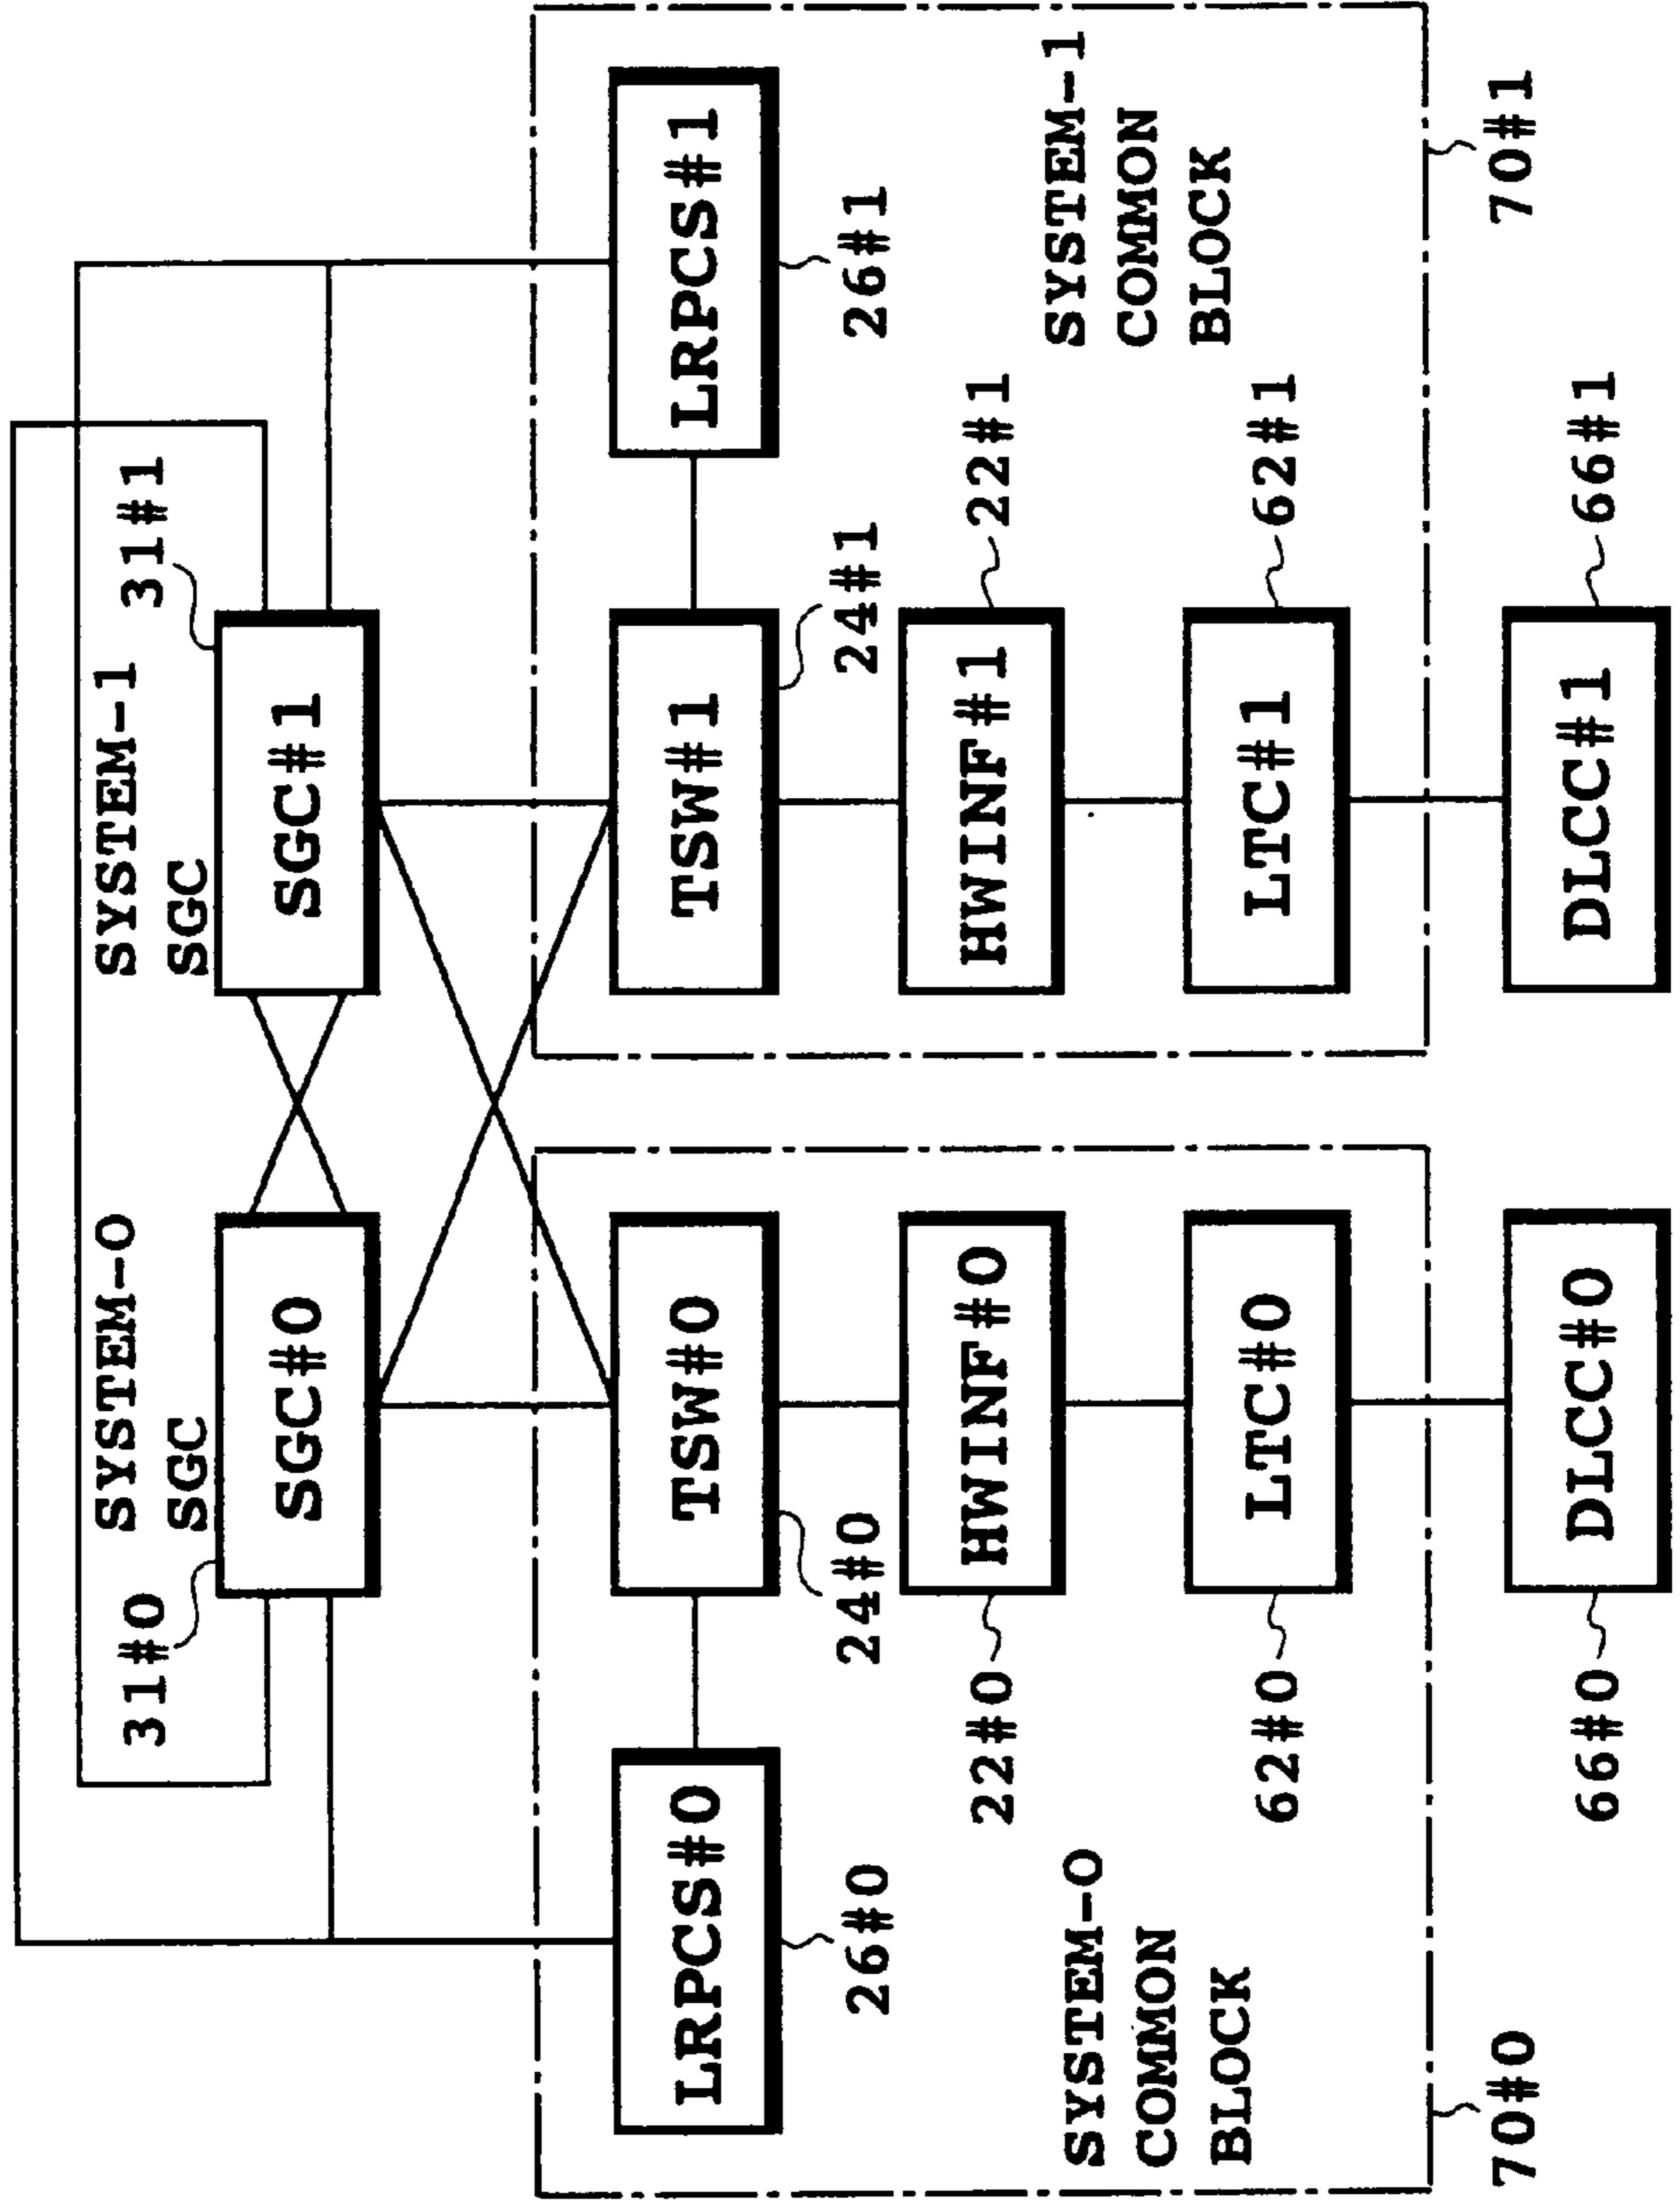 SYSTEM-0
SGC
SYSTEM-1
SGC
31#0
31#1
SGC#0
SGC#1
LRPCS#0
TSW#0
TSW#1
LRPCS#1
26#0
24#0
24#1
26#1
HWINF#0
HWINF#1
22#0
22#1
SYSTEM-0
COMMON
BLOCK
SYSTEM-1
COMMON
BLOCK
LTC#0
LTC#1
62#0
62#1
70#0
70#1
DLCC#0
DLCC#1
66#0
66#1